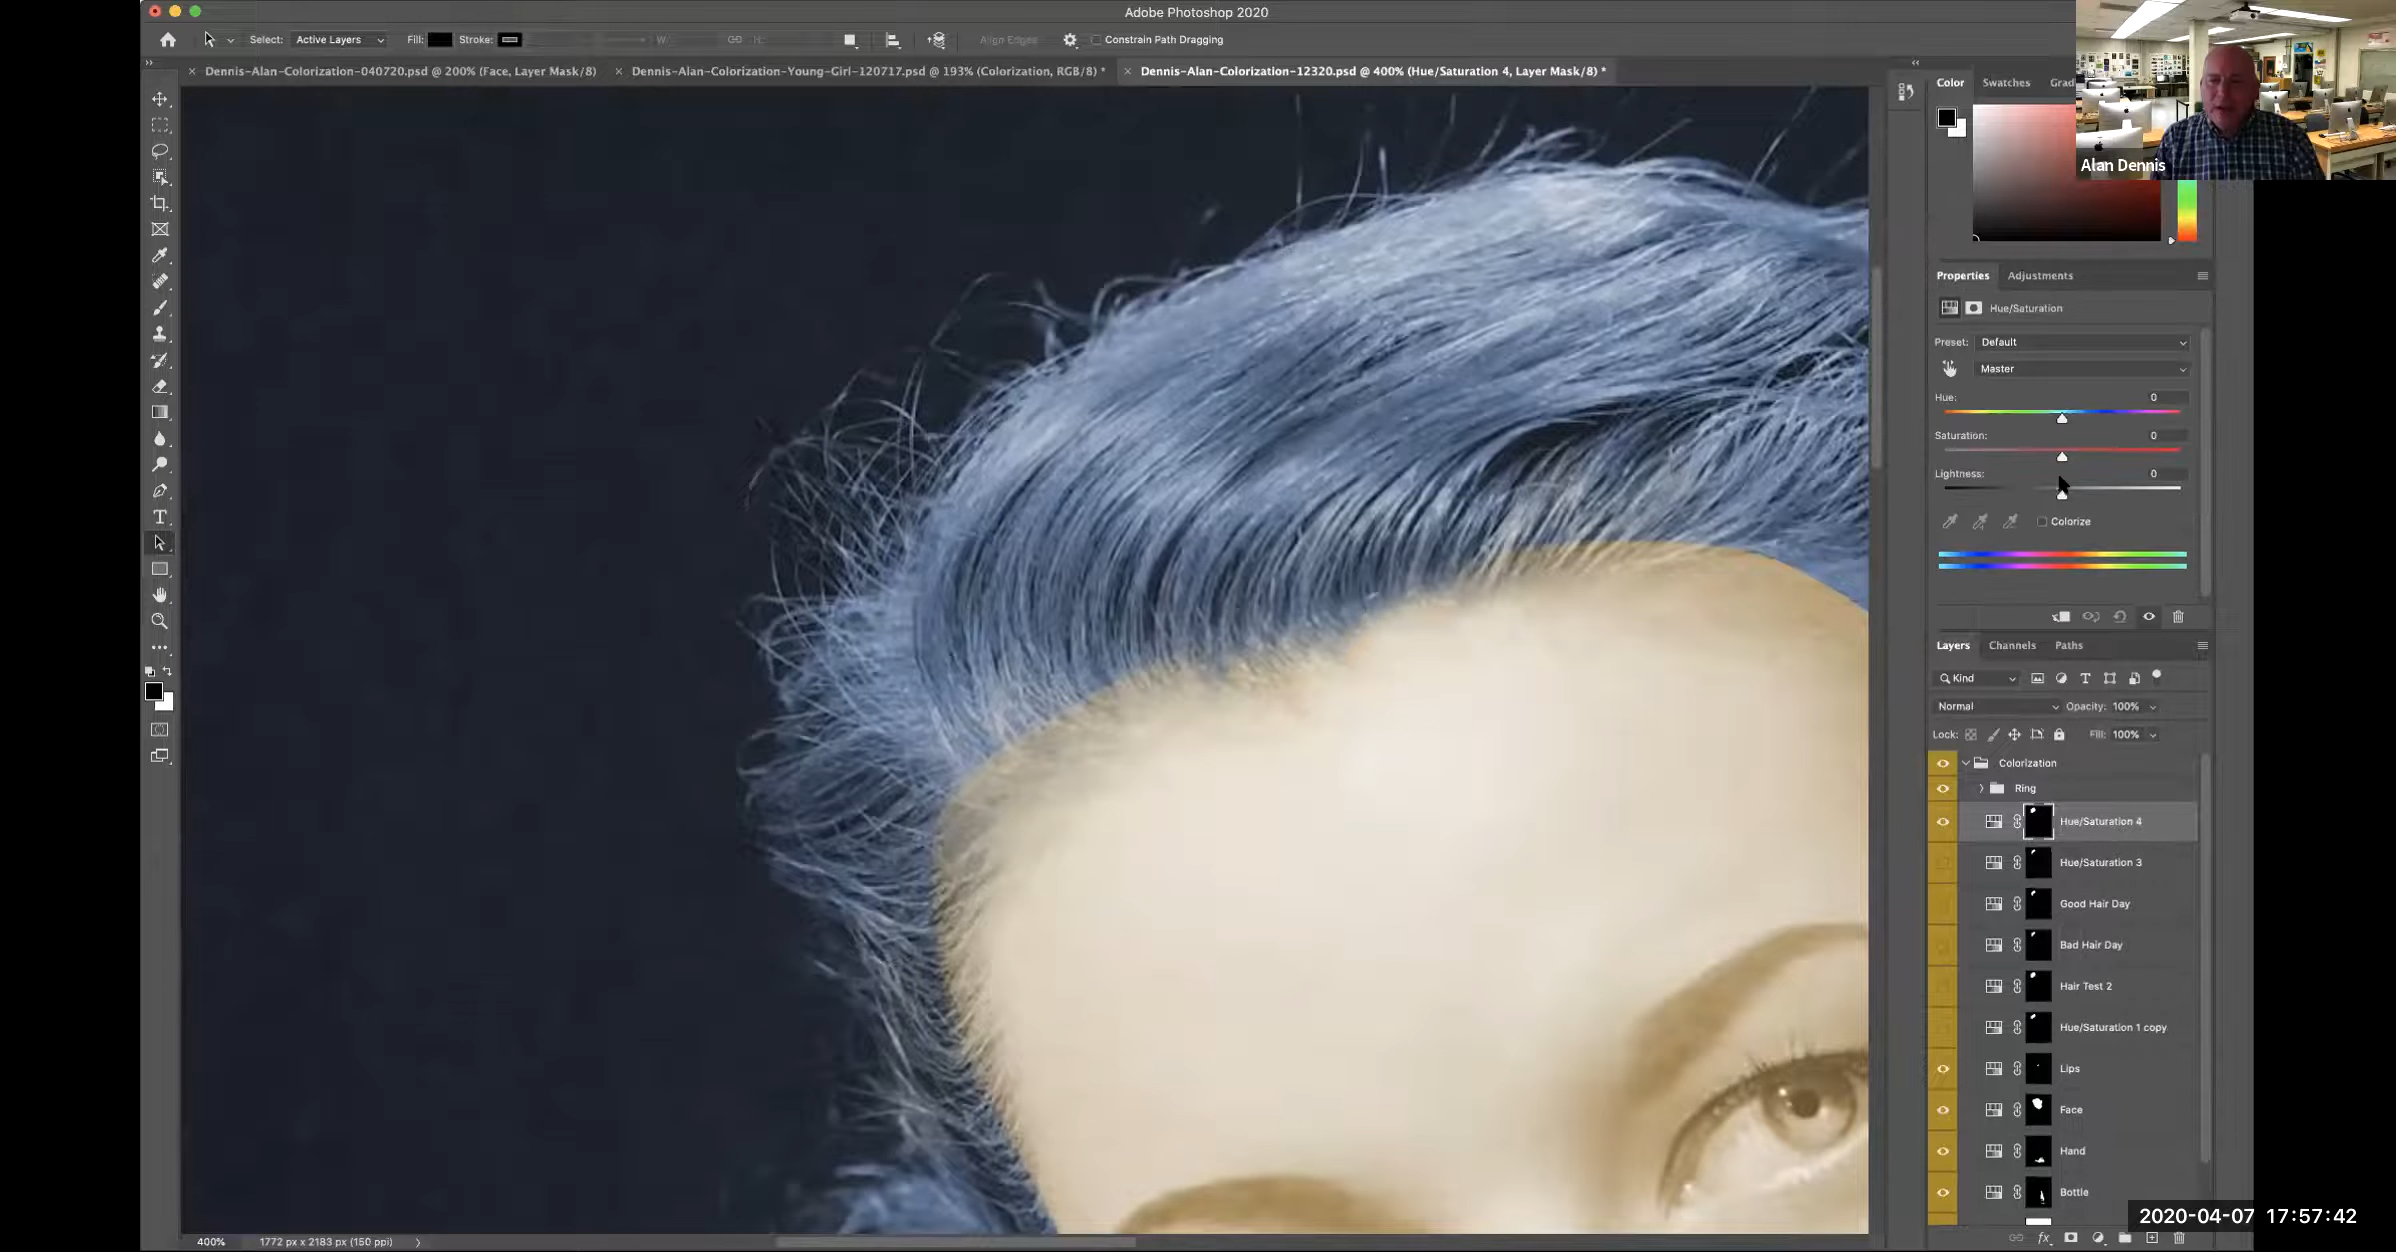 Adobe Photoshop 2020
Select: Active Layers Fill: Stroke: W: H: Align Edges Constrain Path Dragging
Dennis-Alan-Colorization-040720.psd @ 200% (Face, Layer Mask/8)
Dennis-Alan-Colorization-Young-Girl-120717.psd @ 193% (Colorization, RGB/8) *
Dennis-Alan-Colorization-12320.psd @ 400% (Hue/Saturation 4, Layer Mask/8) *
Color Swatches Grad
Alan Dennis
Properties Adjustments
Hue/Saturation
Preset: Default
Master
Hue: 0
Saturation: 0
Lightness: 0
Colorize
Layers Channels Paths
Kind
Normal Opacity: 100%
Lock: Fill: 100%
Colorization
Ring
Hue/Saturation 4
Hue/Saturation 3
Good Hair Day
Bad Hair Day
Hair Test 2
Hue/Saturation 1 copy
Lips
Face
Hand
Bottle
2020-04-07 17:57:42
400% 1772 px x 2183 px (150 ppi)